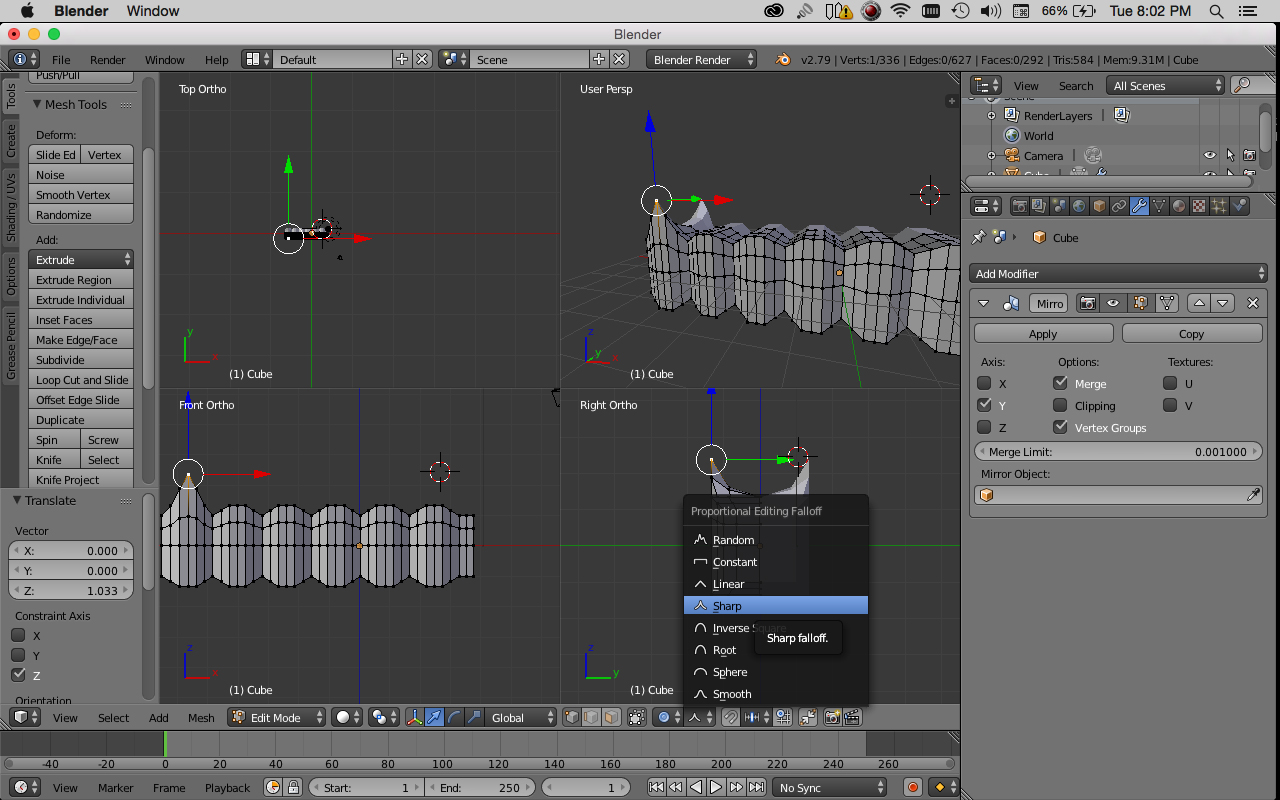 Blender Window 66% Tue 8:02 PM
Blender
File Render Window Help Default Scene Blender Render v2.79 | Verts:1/336 | Edges:0/627 | Faces:0/292 | Tris:584 | Mem:9.31M | Cube
Tools
Create
Shading / UVs
Options
Grease Pencil
Push/Pull
Mesh Tools
Deform:
Slide Ed Vertex
Noise
Smooth Vertex
Randomize
Add:
Extrude
Extrude Region
Extrude Individual
Inset Faces
Make Edge/Face
Subdivide
Loop Cut and Slide
Offset Edge Slide
Duplicate
Spin Screw
Knife Select
Knife Project
Translate
Vector
X: 0.000
Y: 0.000
Z: 1.033
Constraint Axis
X
Y
Z
Orientation
Top Ortho
y
x
(1) Cube
User Persp
z
y
x
(1) Cube
Front Ortho
z
x
(1) Cube
Right Ortho
z
y
(1) Cube
Proportional Editing Falloff
Random
Constant
Linear
Sharp
Inverse Square
Root
Sphere
Smooth
Sharp falloff.
View Select Add Mesh Edit Mode Global
-40 -20 0 20 40 60 80 100 120 140 160 180 200 220 240 260
View Marker Frame Playback Start: 1 End: 250 1 No Sync
View Search All Scenes
Scene
RenderLayers
World
Camera
Cube
Cube
Add Modifier
Mirro
Apply Copy
Axis: Options: Textures:
X Merge U
Y Clipping V
Z Vertex Groups
Merge Limit: 0.001000
Mirror Object: